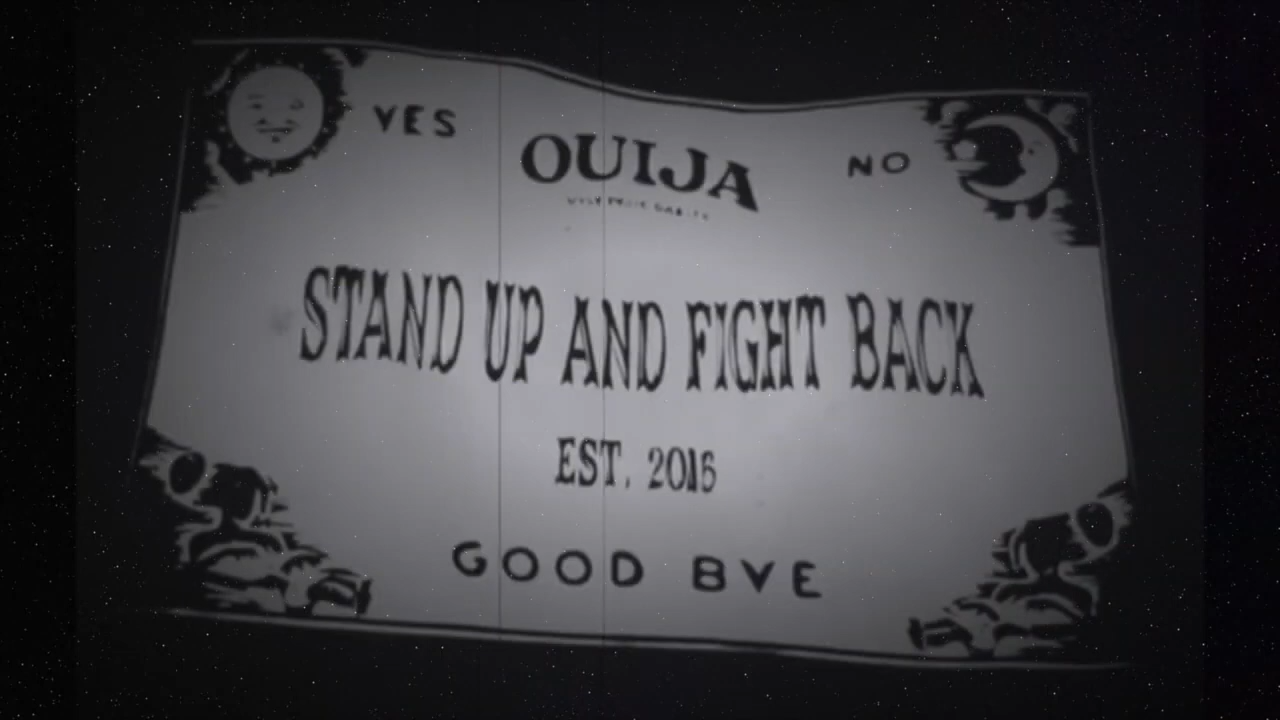 YES
OUIJA
NO
STAND UP AND FIGHT BACK
EST. 2016
GOOD BYE